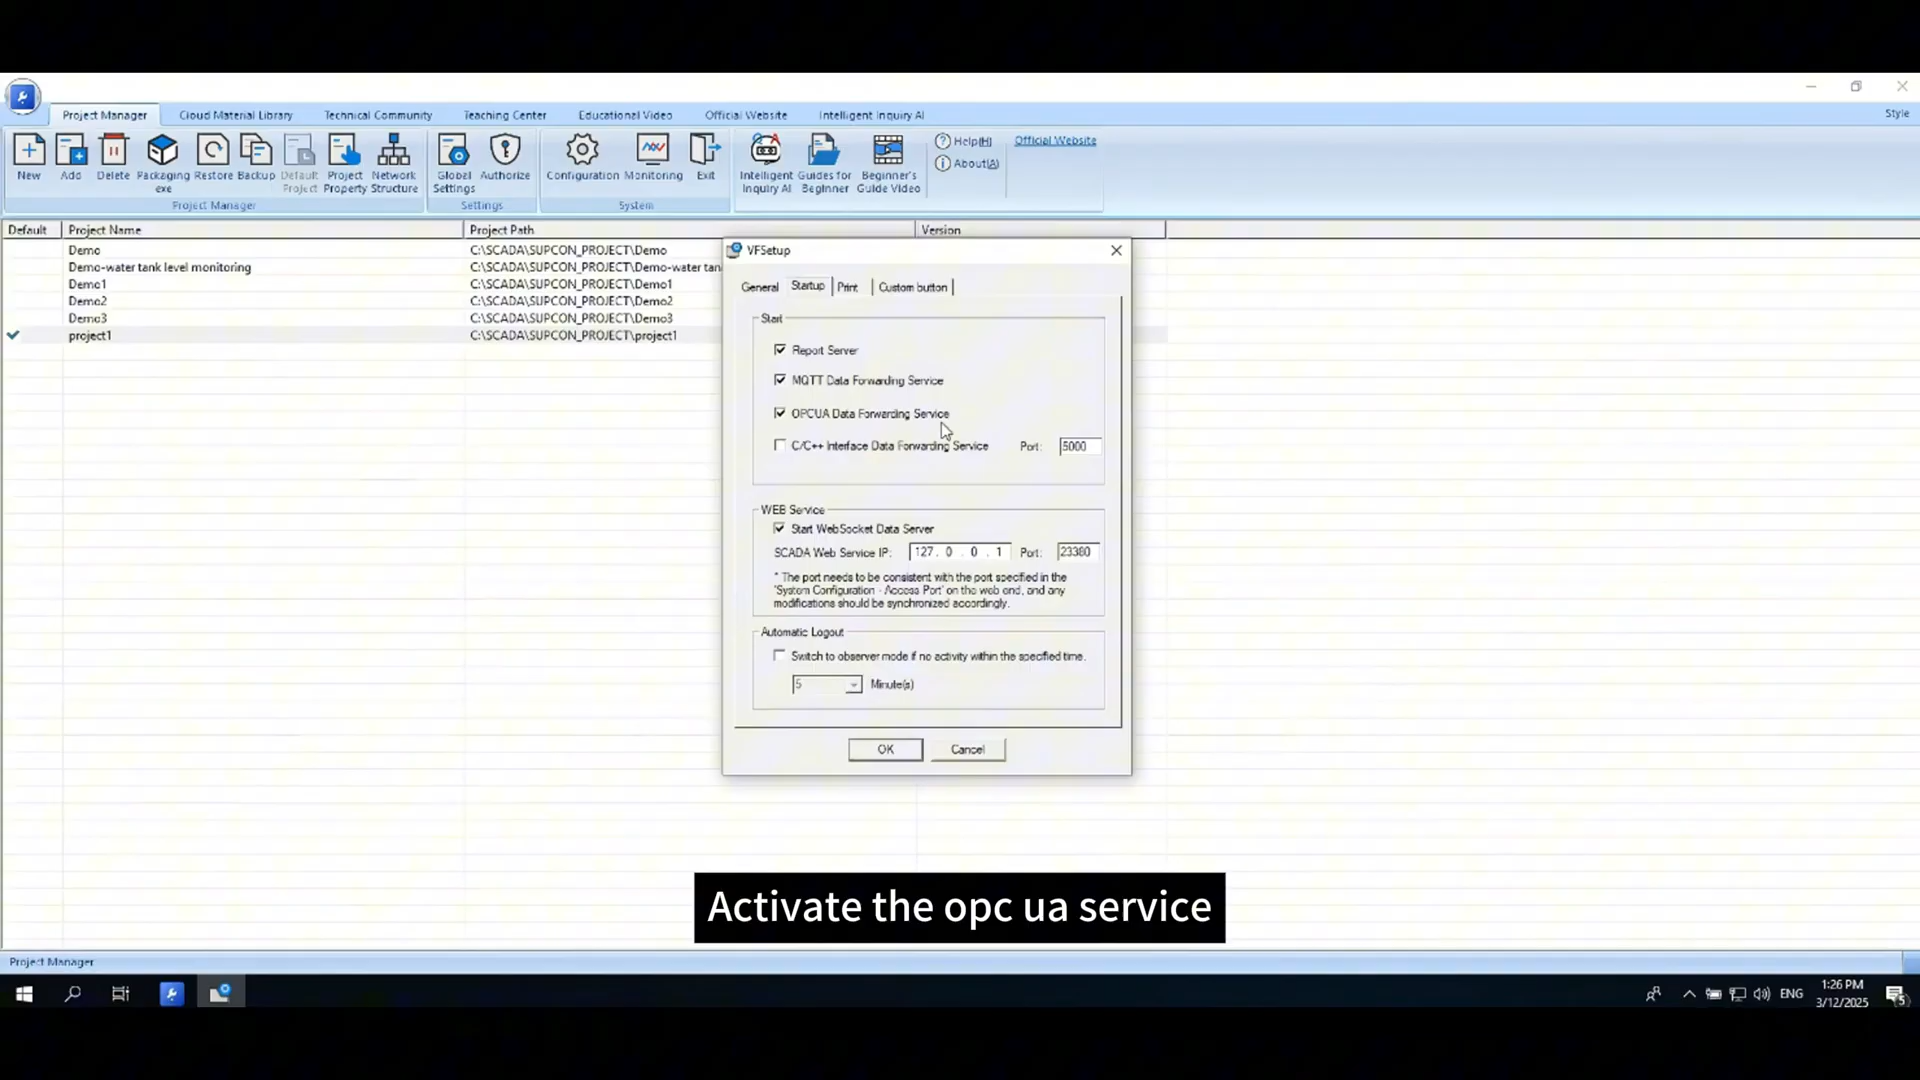 Project Manager Cloud Material Library Technical Community Teaching Center Educational Video Official Website Intelligent Inquiry AI Style
New Add Delete Packaging exe Restore Backup Default Project Project Property Network Structure
Project Manager
Global Settings Authorize
Settings
Configuration Monitoring Exit
System
Intelligent Inquiry AI Guides for Beginner Beginner's Guide Video
Help(H)
About(A)
Official Website
Default Project Name Project Path Version
Demo C:\SCADA\SUPCON_PROJECT\Demo
Demo-water tank level monitoring C:\SCADA\SUPCON_PROJECT\Demo-water tan
Demo1 C:\SCADA\SUPCON_PROJECT\Demo1
Demo2 C:\SCADA\SUPCON_PROJECT\Demo2
Demo3 C:\SCADA\SUPCON_PROJECT\Demo3
project1 C:\SCADA\SUPCON_PROJECT\project1
VFSetup
General Startup Print Custom button
Start
Report Server
MQTT Data Forwarding Service
OPCUA Data Forwarding Service
C/C++ Interface Data Forwarding Service Port: 5000
WEB Service
Start WebSocket Data Server
SCADA Web Service IP: 127 . 0 . 0 . 1 Port: 23380
* The port needs to be consistent with the port specified in the
'System Configuration - Access Port' on the web end, and any
modifications should be synchronized accordingly.
Automatic Logout
Switch to observer mode if no activity within the specified time.
5 Minute(s)
OK Cancel
Activate the opc ua service
Project Manager
ENG
1:26 PM
3/12/2025
5